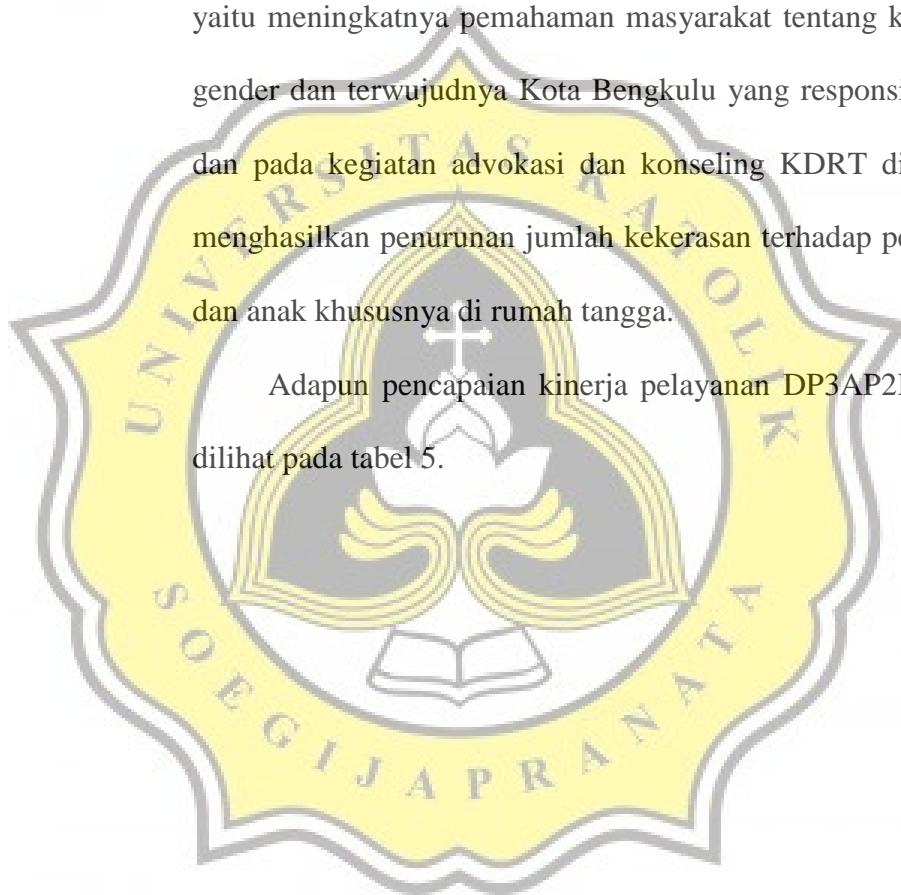 yaitu meningkatnya pemahaman masyarakat tentang k
gender dan terwujudnya Kota Bengkulu yang responsi
dan pada kegiatan advokasi dan konseling KDRT di
menghasilkan penurunan jumlah kekerasan terhadap pe
dan anak khususnya di rumah tangga.
Adapun pencapaian kinerja pelayanan DP3AP2
dilihat pada tabel 5.
UNIVERSITAS KATOLIK
SOEGIJAPRANATA